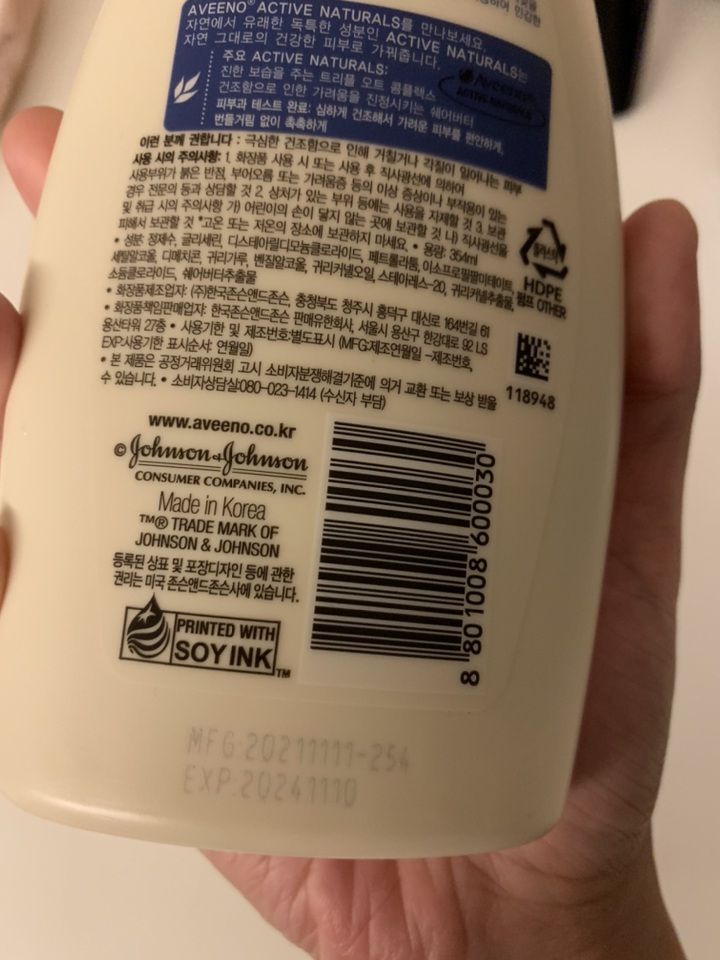 AVEENO® ACTIVE NATURALS를 만나보세요.
자연에서 유래한 독특한 성분인 ACTIVE NATURALS는
자연 그대로의 건강한 피부로 가꿔줍니다.
주요 ACTIVE NATURALS:
진한 보습을 주는 트리플 오트 콤플렉스
건조함으로 인한 가려움을 진정시키는 쉐어버터
Aveeno®
ACTIVE NATURALS
피부과 테스트 완료: 심하게 건조해서 가려운 피부를 편안하게,
번들거림 없이 촉촉하게
이런 분께 권합니다 : 극심한 건조함으로 인해 거칠거나 각질이 일어나는 피부
사용 시의 주의사항: 1. 화장품 사용 시 또는 사용 후 직사광선에 의하여
사용부위가 붉은 반점, 부어오름 또는 가려움증 등의 이상 증상이나 부작용이 있는
경우 전문의 등과 상담할 것 2. 상처가 있는 부위 등에는 사용을 자제할 것 3. 보관
및 취급 시의 주의사항 가) 어린이의 손이 닿지 않는 곳에 보관할 것 나) 직사광선을
피해서 보관할 것 *고온 또는 저온의 장소에 보관하지 마세요. • 용량: 354ml
• 성분: 정제수, 글리세린, 디스테아릴디모늄클로라이드, 페트롤라툼, 이소프로필팔미테이트,
세틸알코올, 디메치콘, 귀리가루, 벤질알코올, 귀리커넬오일, 스테아레스-20, 귀리커넬추출물,
소듐클로라이드, 쉐어버터추출물
• 화장품제조업자: (주)한국존슨앤드존슨, 충청북도 청주시 흥덕구 대신로 164번길 61
• 화장품책임판매업자: 한국존슨앤드존슨 판매유한회사, 서울시 용산구 한강대로 92 LS
용산타워 27층 • 사용기한 및 제조번호:별도표시 (MFG:제조연월일 -제조번호,
EXP:사용기한 표시순서: 연월일)
• 본 제품은 공정거래위원회 고시 소비자분쟁해결기준에 의거 교환 또는 보상 받을
수 있습니다. • 소비자상담실:080-023-1414 (수신자 부담)
플라스틱
HDPE
펌프 OTHER
118948
www.aveeno.co.kr
© Johnson & Johnson
CONSUMER COMPANIES, INC.
Made in Korea
™® TRADE MARK OF
JOHNSON & JOHNSON
등록된 상표 및 포장디자인 등에 관한
권리는 미국 존슨앤드존슨사에 있습니다.
PRINTED WITH
SOY INK™
8 801008 600030
MFG:20211111-254
EXP:20241110